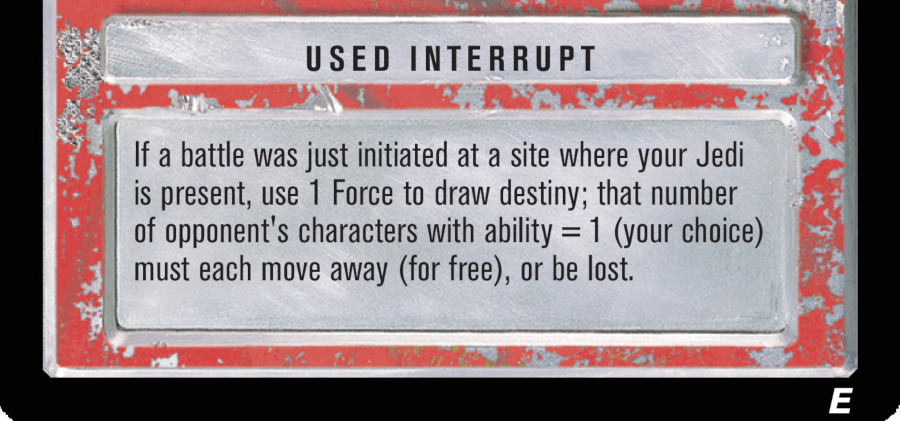 USED INTERRUPT
If a battle was just initiated at a site where your Jedi
is present, use 1 Force to draw destiny; that number
of opponent's characters with ability = 1 (your choice)
must each move away (for free), or be lost.
E